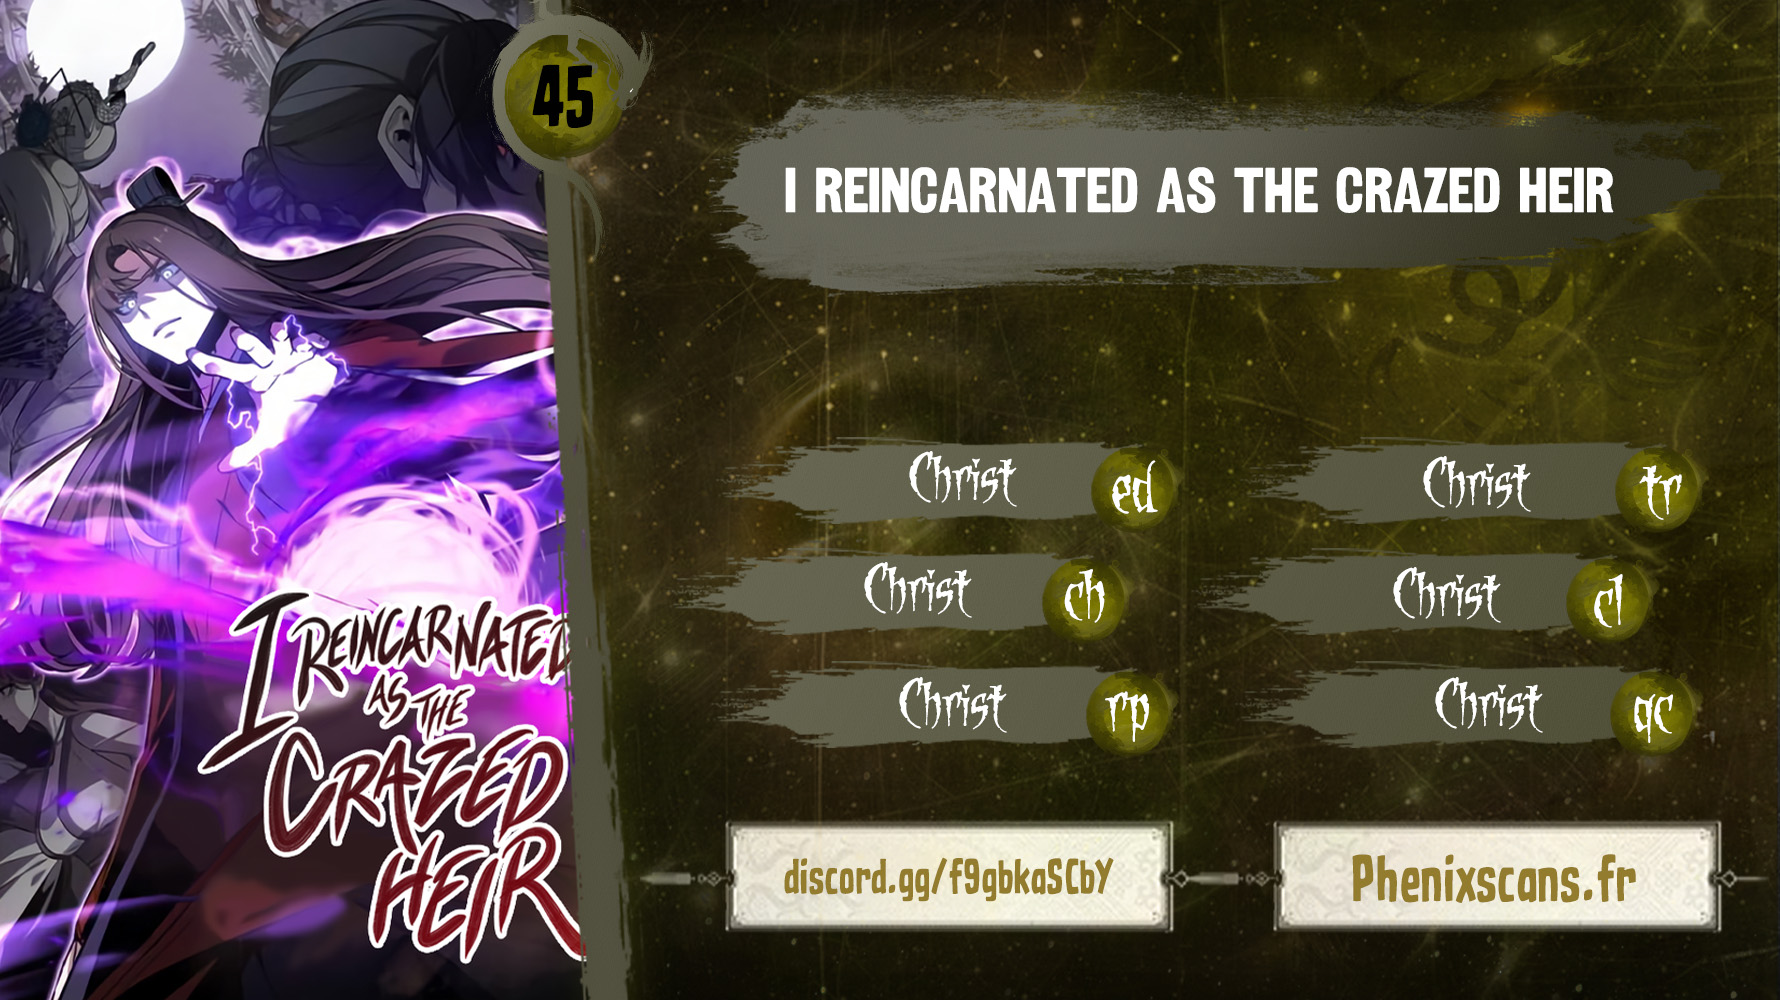 45
I REINCARNATED AS THE CRAZED HEIR
Christ ed
Christ tr
Christ ch
Christ cl
Christ rp
Christ qc
I REINCARNATED
AS THE
CRAZED
HEIR
discord.gg/f9gbkaSCbY
Phenixscans.fr